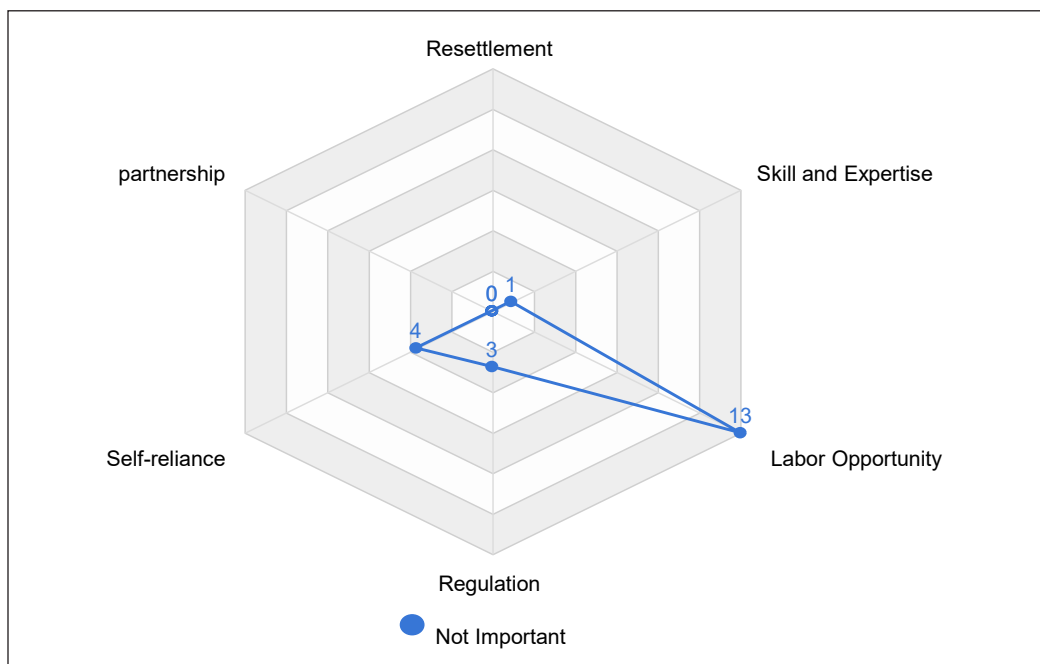 Resettlement
partnership
Skill and Expertise
0
1
4
3
13
Self-reliance
Labor Opportunity
Regulation
Not Important